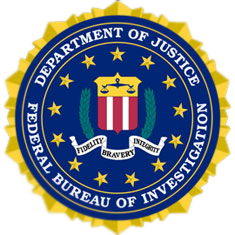 DEPARTMENT OF JUSTICE
FIDELITY
BRAVERY
INTEGRITY
FEDERAL BUREAU OF INVESTIGATION